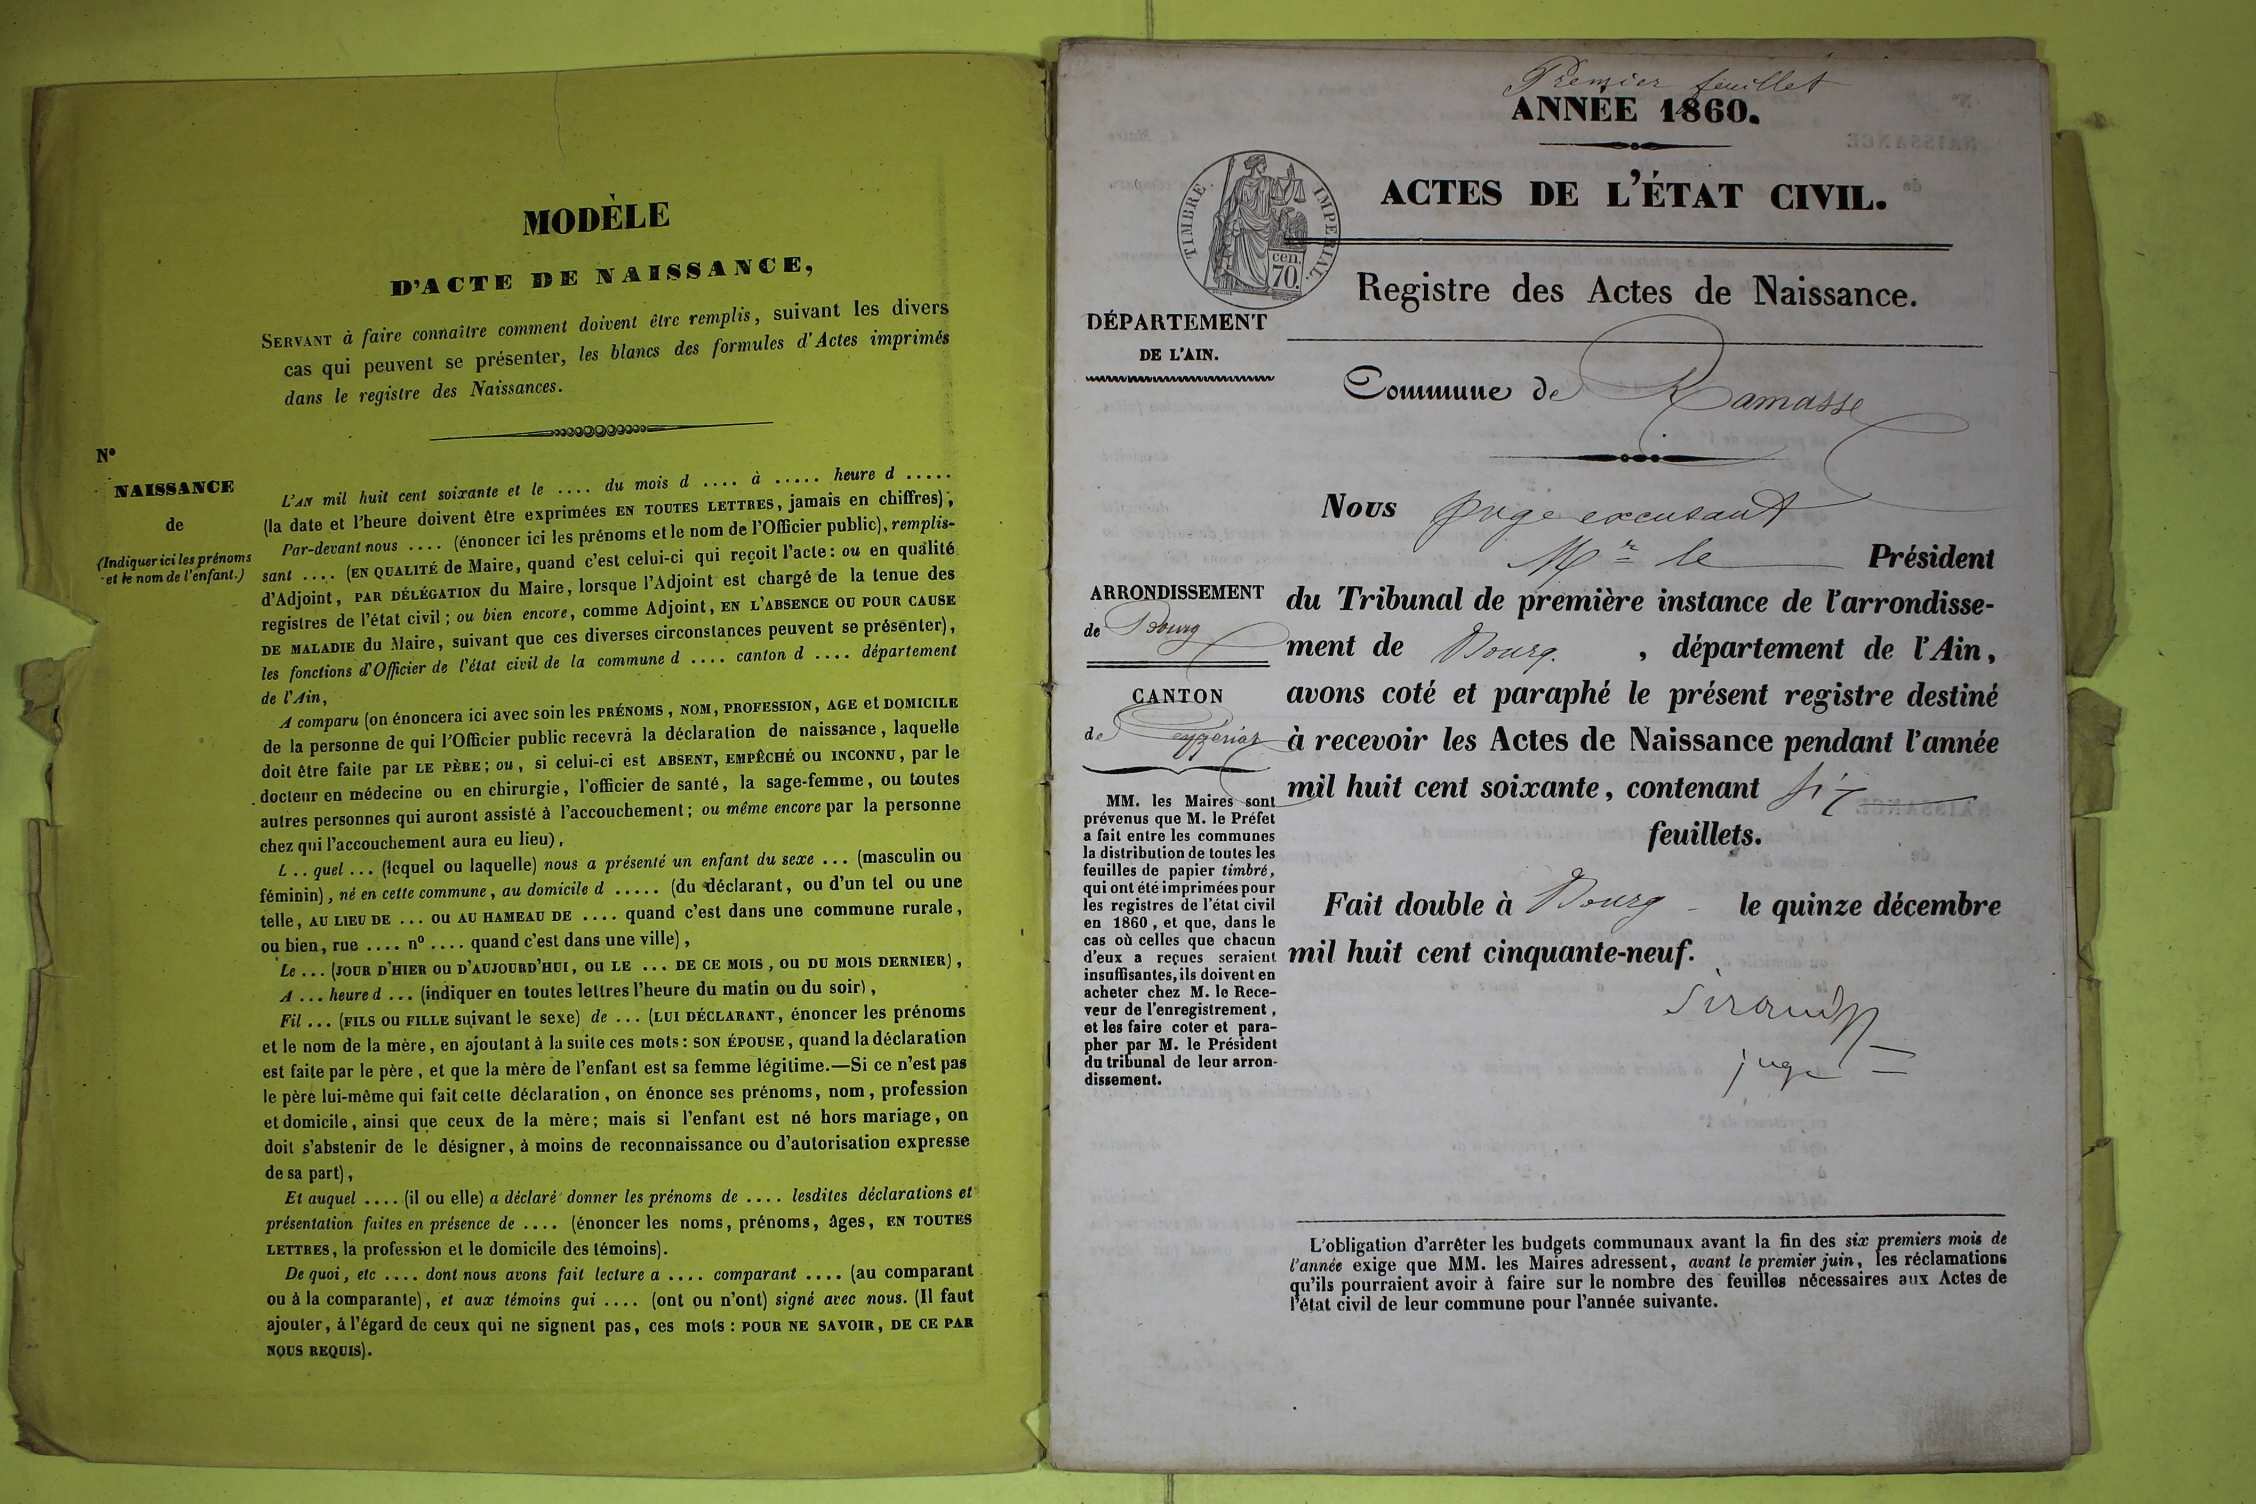 MODÈLE
D'ACTE DE NAISSANCE,
SERVANT à faire connaître comment doivent être remplis, suivant les divers
cas qui peuvent se présenter, les blancs des formules d'Actes imprimés
dans le registre des Naissances.
N°
NAISSANCE
de
(Indiquer ici les prénoms
et le nom de l'enfant.)
L'AN mil huit cent soixante et le .... du mois d .... à ..... heure d .....
(la date et l'heure doivent être exprimées EN TOUTES LETTRES, jamais en chiffres),
Par-devant nous .... (énoncer ici les prénoms et le nom de l'Officier public), remplis-
sant .... (EN QUALITÉ de Maire, quand c'est celui-ci qui reçoit l'acte: ou en qualité
d'Adjoint, PAR DÉLÉGATION du Maire, lorsque l'Adjoint est chargé de la tenue des
registres de l'état civil; ou bien encore, comme Adjoint, EN L'ABSENCE OU POUR CAUSE
DE MALADIE du Maire, suivant que ces diverses circonstances peuvent se présenter),
les fonctions d'Officier de l'état civil de la commune d .... canton d .... département
de l'Ain,
A comparu (on énoncera ici avec soin les PRÉNOMS, NOM, PROFESSION, AGE et DOMICILE
de la personne de qui l'Officier public recevra la déclaration de naissance, laquelle
doit être faite par LE PÈRE; ou, si celui-ci est ABSENT, EMPÊCHÉ ou INCONNU, par le
docteur en médecine ou en chirurgie, l'officier de santé, la sage-femme, ou toutes
autres personnes qui auront assisté à l'accouchement; ou même encore par la personne
chez qui l'accouchement aura eu lieu),
L .. quel ... (lequel ou laquelle) nous a présenté un enfant du sexe ... (masculin ou
féminin), né en cette commune, au domicile d ..... (du déclarant, ou d'un tel ou une
telle, AU LIEU DE ... OU AU HAMEAU DE .... quand c'est dans une commune rurale,
ou bien, rue .... n° .... quand c'est dans une ville),
Le ... (JOUR D'HIER OU D'AUJOURD'HUI, OU LE ... DE CE MOIS, OU DU MOIS DERNIER),
A ... heure d ... (indiquer en toutes lettres l'heure du matin ou du soir),
Fil ... (FILS OU FILLE suivant le sexe) de ... (LUI DÉCLARANT, énoncer les prénoms
et le nom de la mère, en ajoutant à la suite ces mots: SON ÉPOUSE, quand la déclaration
est faite par le père, et que la mère de l'enfant est sa femme légitime.—Si ce n'est pas
le père lui-même qui fait cette déclaration, on énonce ses prénoms, nom, profession
et domicile, ainsi que ceux de la mère; mais si l'enfant est né hors mariage, on
doit s'abstenir de le désigner, à moins de reconnaissance ou d'autorisation expresse
de sa part),
Et auquel .... (il ou elle) a déclaré donner les prénoms de .... lesdites déclarations et
présentation faites en présence de .... (énoncer les noms, prénoms, âges, EN TOUTES
LETTRES, la profession et le domicile des témoins).
De quoi, etc .... dont nous avons fait lecture a .... comparant .... (au comparant
ou à la comparante), et aux témoins qui .... (ont ou n'ont) signé avec nous. (Il faut
ajouter, à l'égard de ceux qui ne signent pas, ces mots: POUR NE SAVOIR, DE CE PAR
NOUS REQUIS).
Premier feuillet
ANNÉE 1860.
ACTES DE L'ÉTAT CIVIL.
TIMBRE IMPERIAL.
cen.
70.
Registre des Actes de Naissance.
DÉPARTEMENT
DE L'AIN.
Commune de Ramasse
Nous juge excusant
Mr le Président
du Tribunal de première instance de l'arrondisse-
ment de Bourg. , département de l'Ain,
avons coté et paraphé le présent registre destiné
à recevoir les Actes de Naissance pendant l'année
mil huit cent soixante, contenant six
feuillets.
Fait double à Bourg le quinze décembre
mil huit cent cinquante-neuf.
Sirand
juge
ARRONDISSEMENT
de Bourg
CANTON
de Ceyzériat
MM. les Maires sont
prévenus que M. le Préfet
a fait entre les communes
la distribution de toutes les
feuilles de papier timbré,
qui ont été imprimées pour
les registres de l'état civil
en 1860, et que, dans le
cas où celles que chacun
d'eux a reçues seraient
insuffisantes, ils doivent en
acheter chez M. le Rece-
veur de l'enregistrement,
et les faire coter et para-
pher par M. le Président
du tribunal de leur arron-
dissement.
L'obligation d'arrêter les budgets communaux avant la fin des six premiers mois de
l'année exige que MM. les Maires adressent, avant le premier juin, les réclamations
qu'ils pourraient avoir à faire sur le nombre des feuilles nécessaires aux Actes de
l'état civil de leur commune pour l'année suivante.